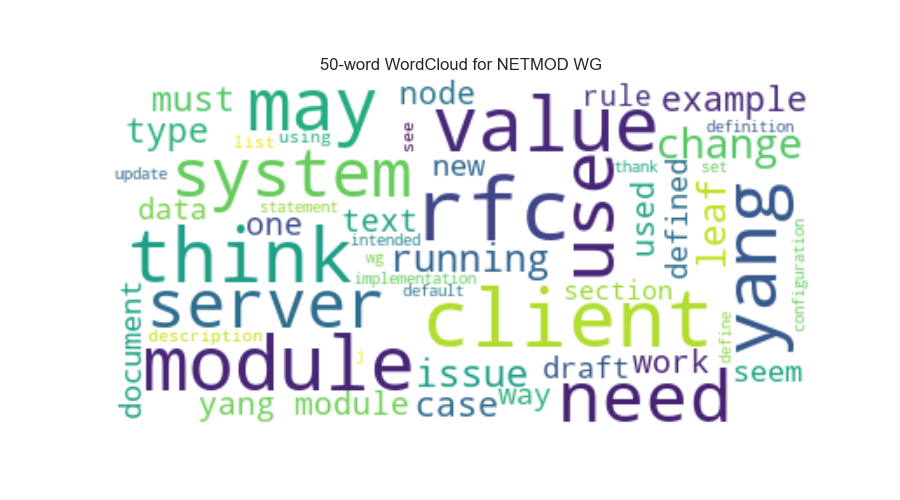 50-word WordCloud for NETMOD WG
must
may
node
value
rule
example
type
list
using
see
definition
change
update
system
new
use
thank
set
data
statement
one
text
rfc
used
defined
leaf
yang
think
intended
wg
running
implementation
default
section
configuration
document
server
client
description
define
module
j
issue
draft
work
seem
yang module
case
way
need